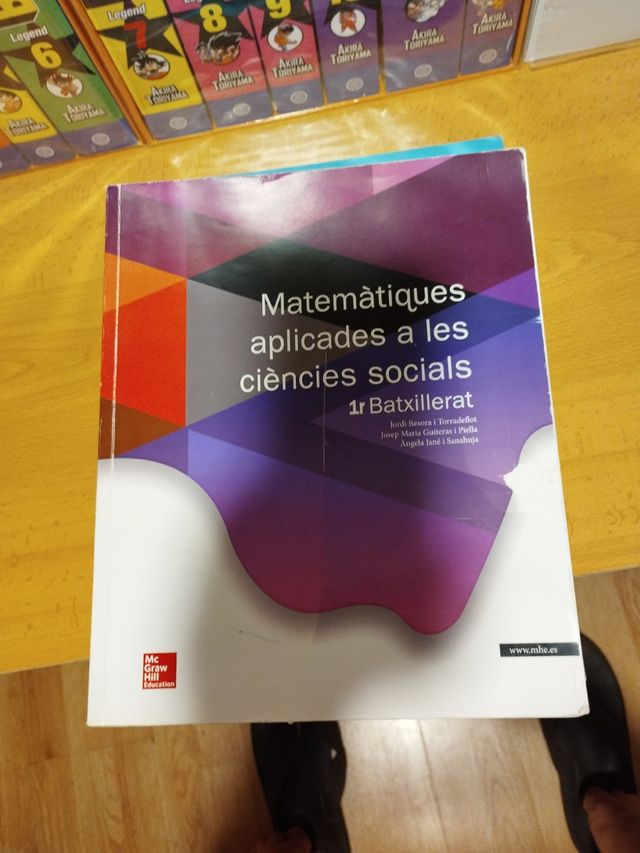 6
Legend
AKIRA
TORIYAMA
Legend
7
AKIRA
TORIYAMA
8
AKIRA
TORIYAMA
9
AKIRA
TORIYAMA
AKIRA
TORIYAMA
AKIRA
TORIYAMA
AKIRA
TORIYAMA
Matemàtiques
aplicades a les
ciències socials
1r Batxillerat
Jordi Besora i Torradeflot
Josep Maria Guiteras i Piella
Àngela Jané i Sanahuja
Mc
Graw
Hill
Education
www.mhe.es